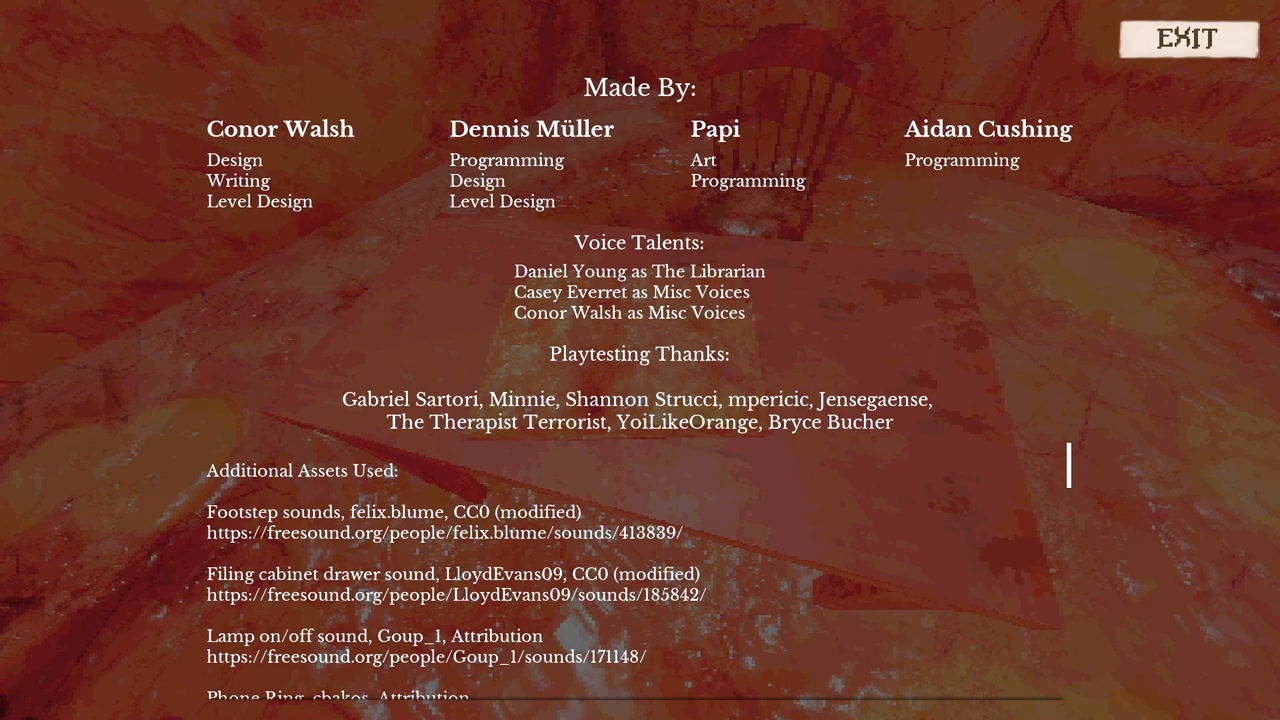 EXIT
Made By:
Conor Walsh
Design
Writing
Level Design
Dennis Müller
Programming
Design
Level Design
Papi
Art
Programming
Aidan Cushing
Programming
Voice Talents:
Daniel Young as The Librarian
Casey Everret as Misc Voices
Conor Walsh as Misc Voices
Playtesting Thanks:
Gabriel Sartori, Minnie, Shannon Strucci, mpericic, Jensegaense,
The Therapist Terrorist, YoiLikeOrange, Bryce Bucher
Additional Assets Used:
Footstep sounds, felix.blume, CC0 (modified)
https://freesound.org/people/felix.blume/sounds/413839/
Filing cabinet drawer sound, LloydEvans09, CC0 (modified)
https://freesound.org/people/LloydEvans09/sounds/185842/
Lamp on/off sound, Goup_1, Attribution
https://freesound.org/people/Goup_1/sounds/171148/
Phone Ring, cbakos, Attribution